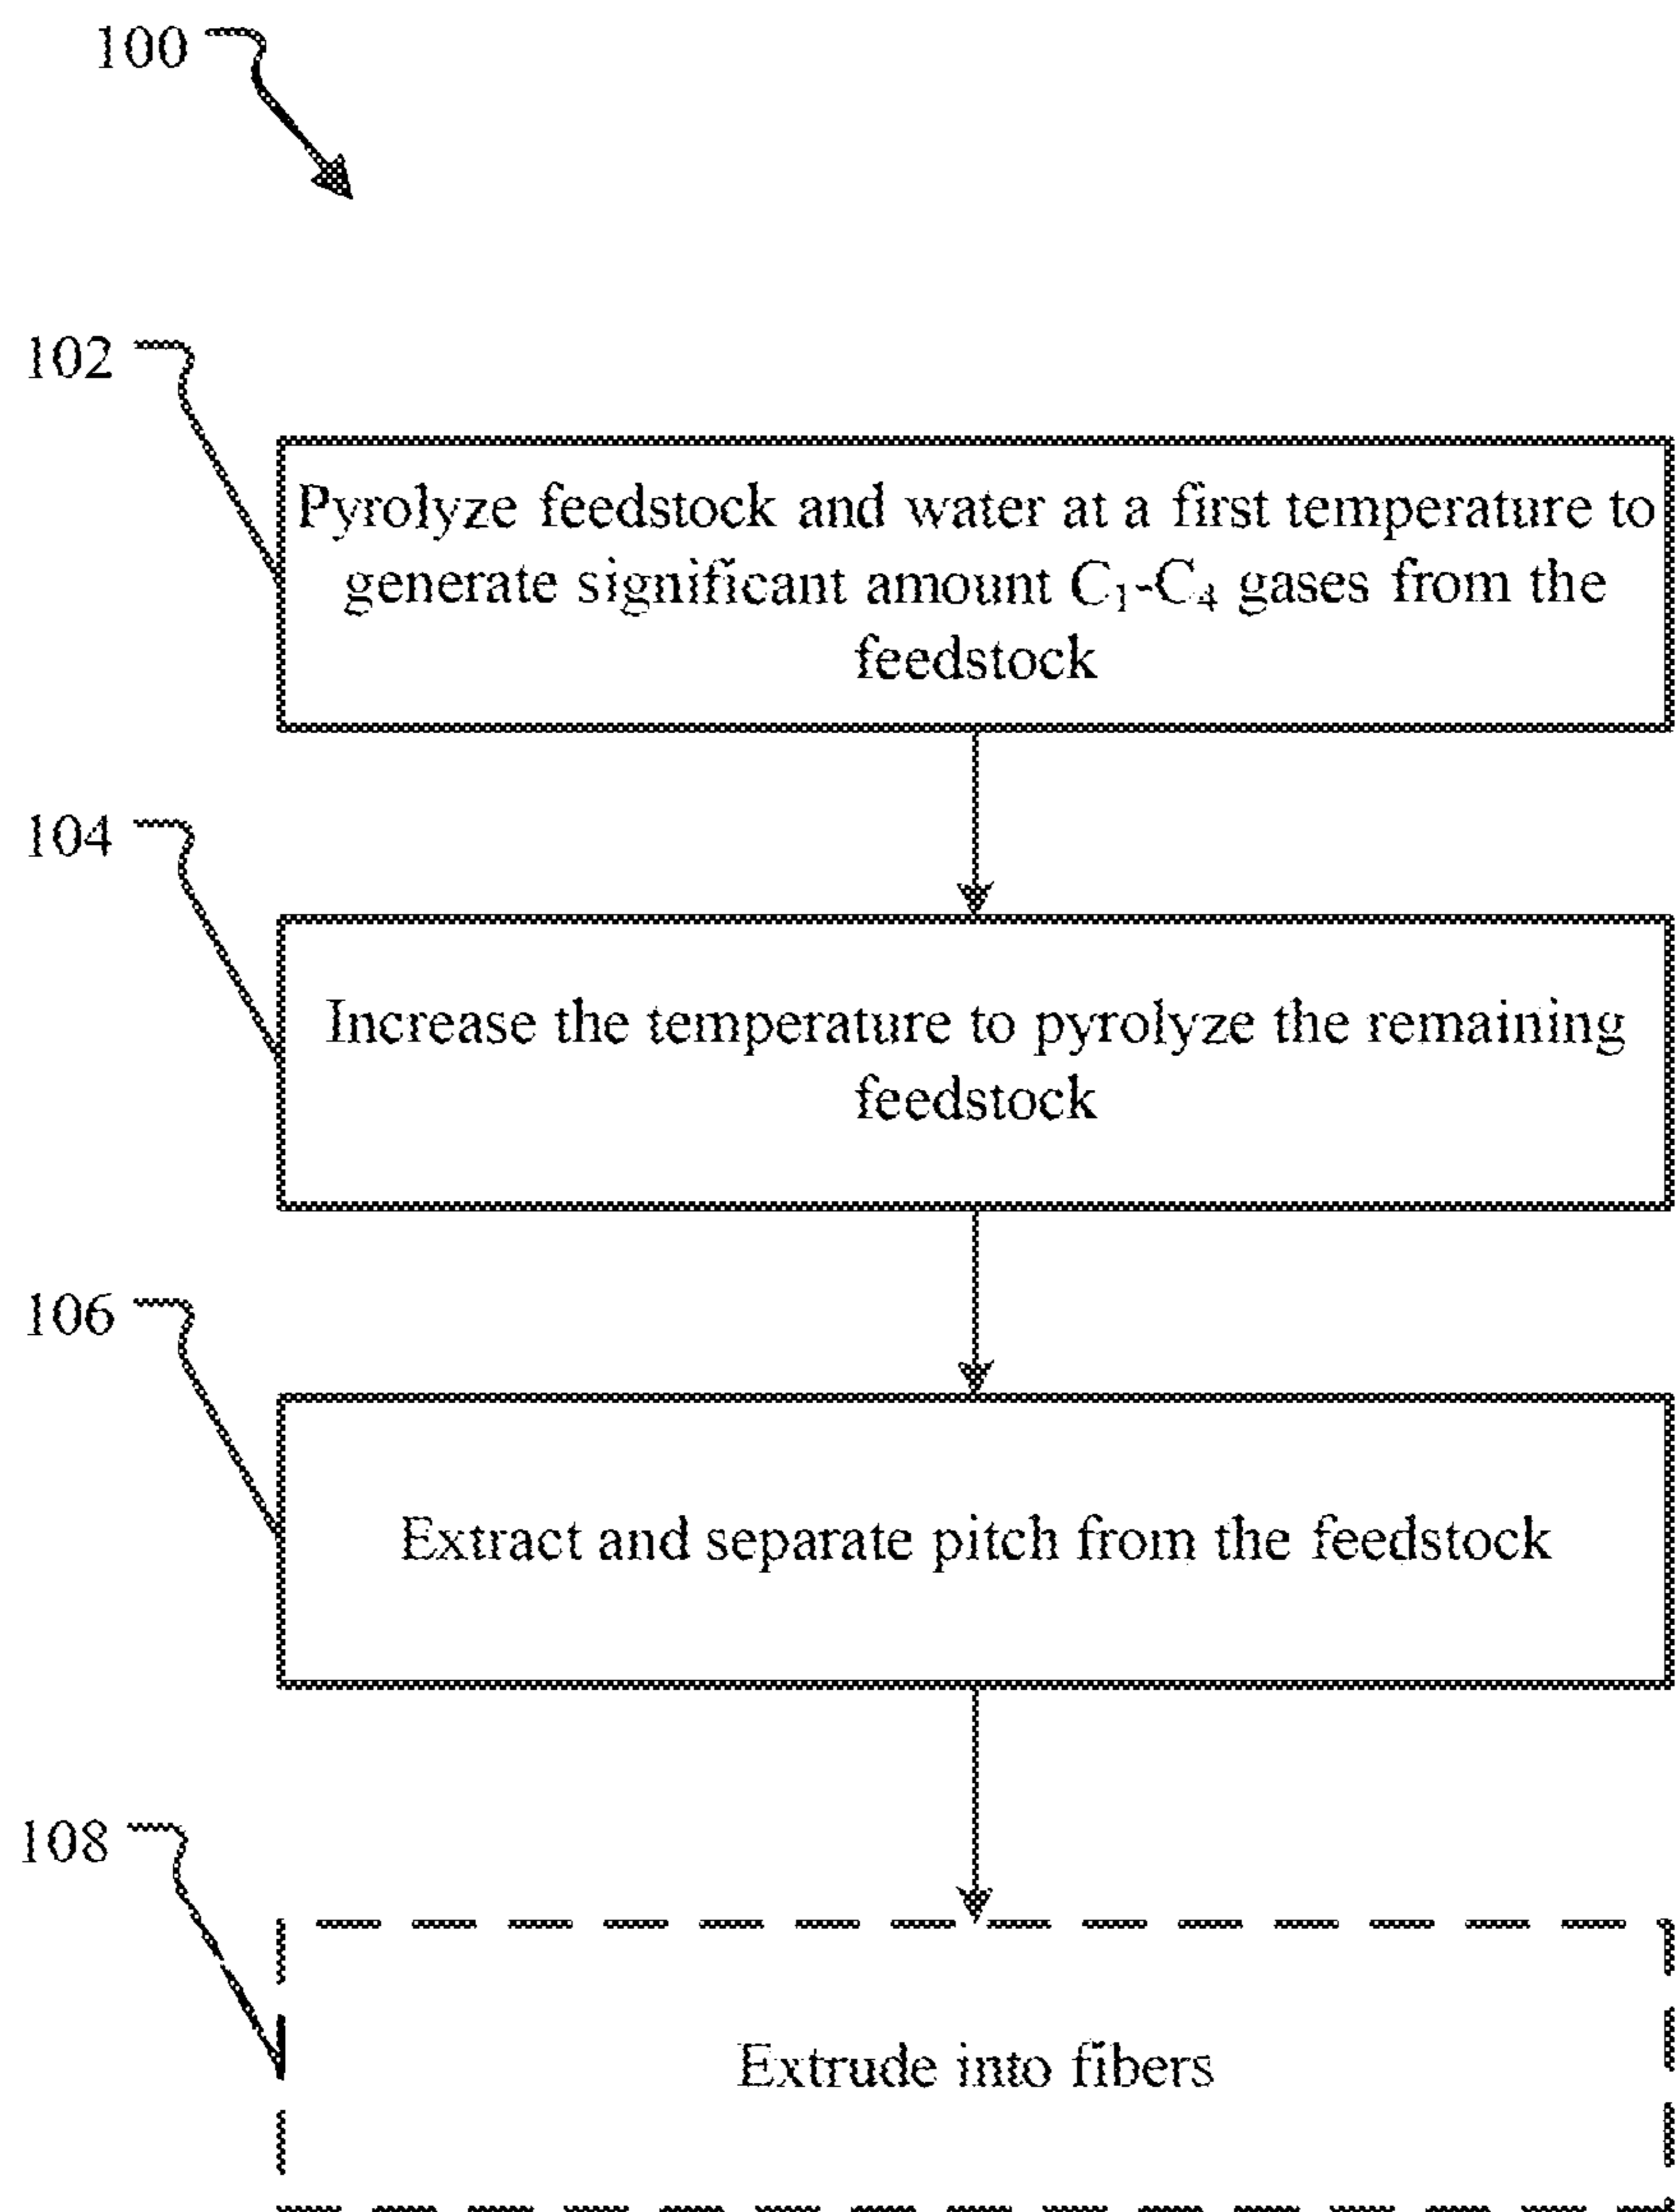 100
102
Pyrolyze feedstock and water at a first temperature to
generate significant amount C₁-C₄ gases from the
feedstock
104
Increase the temperature to pyrolyze the remaining
feedstock
106
Extract and separate pitch from the feedstock
108
Extrude into fibers